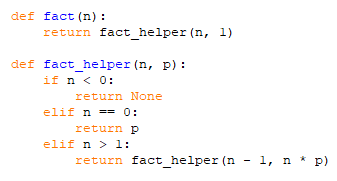 def fact(n):
    return fact_helper(n, 1)

def fact_helper(n, p):
    if n < 0:
        return None
    elif n == 0:
        return p
    elif n > 1:
        return fact_helper(n - 1, n * p)